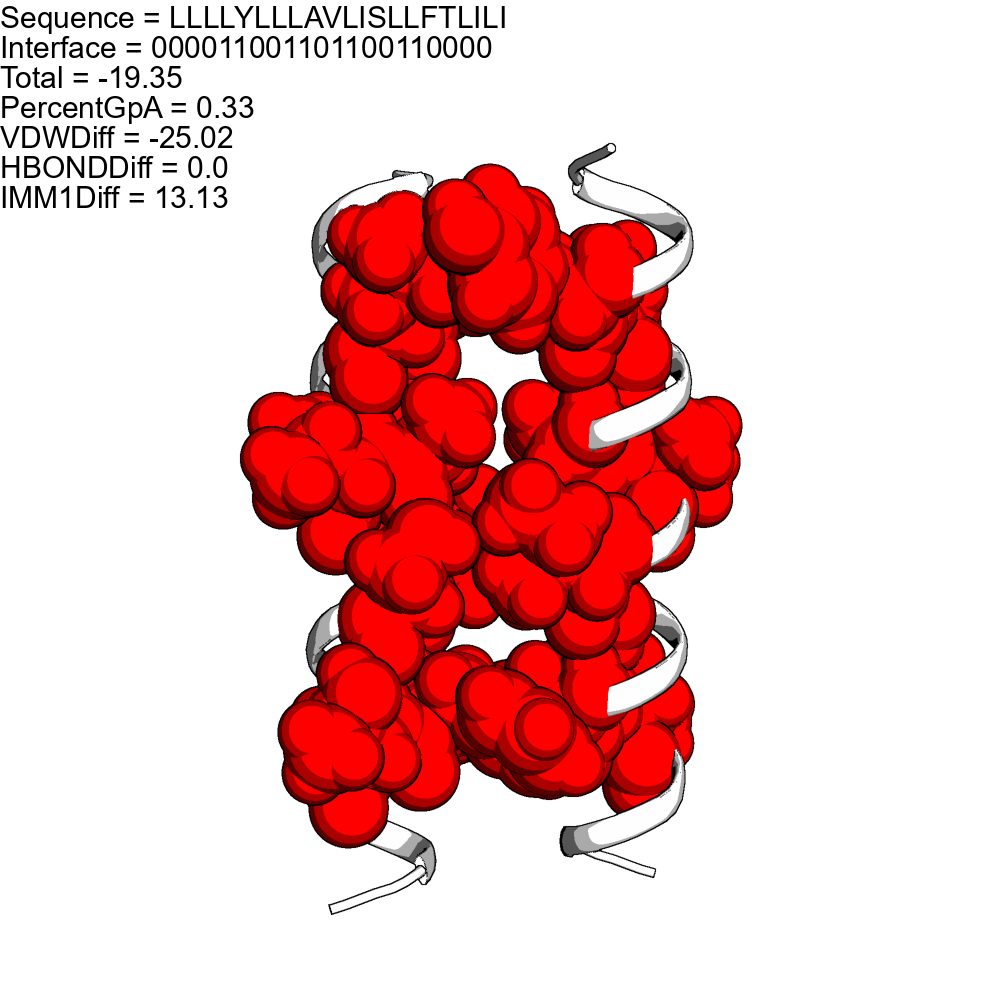 Sequence = LLLLYLLLAVLISLLFTLILI
Interface = 000011001101100110000
Total = -19.35
PercentGpA = 0.33
VDWDiff = -25.02
HBONDDiff = 0.0
IMM1Diff = 13.13